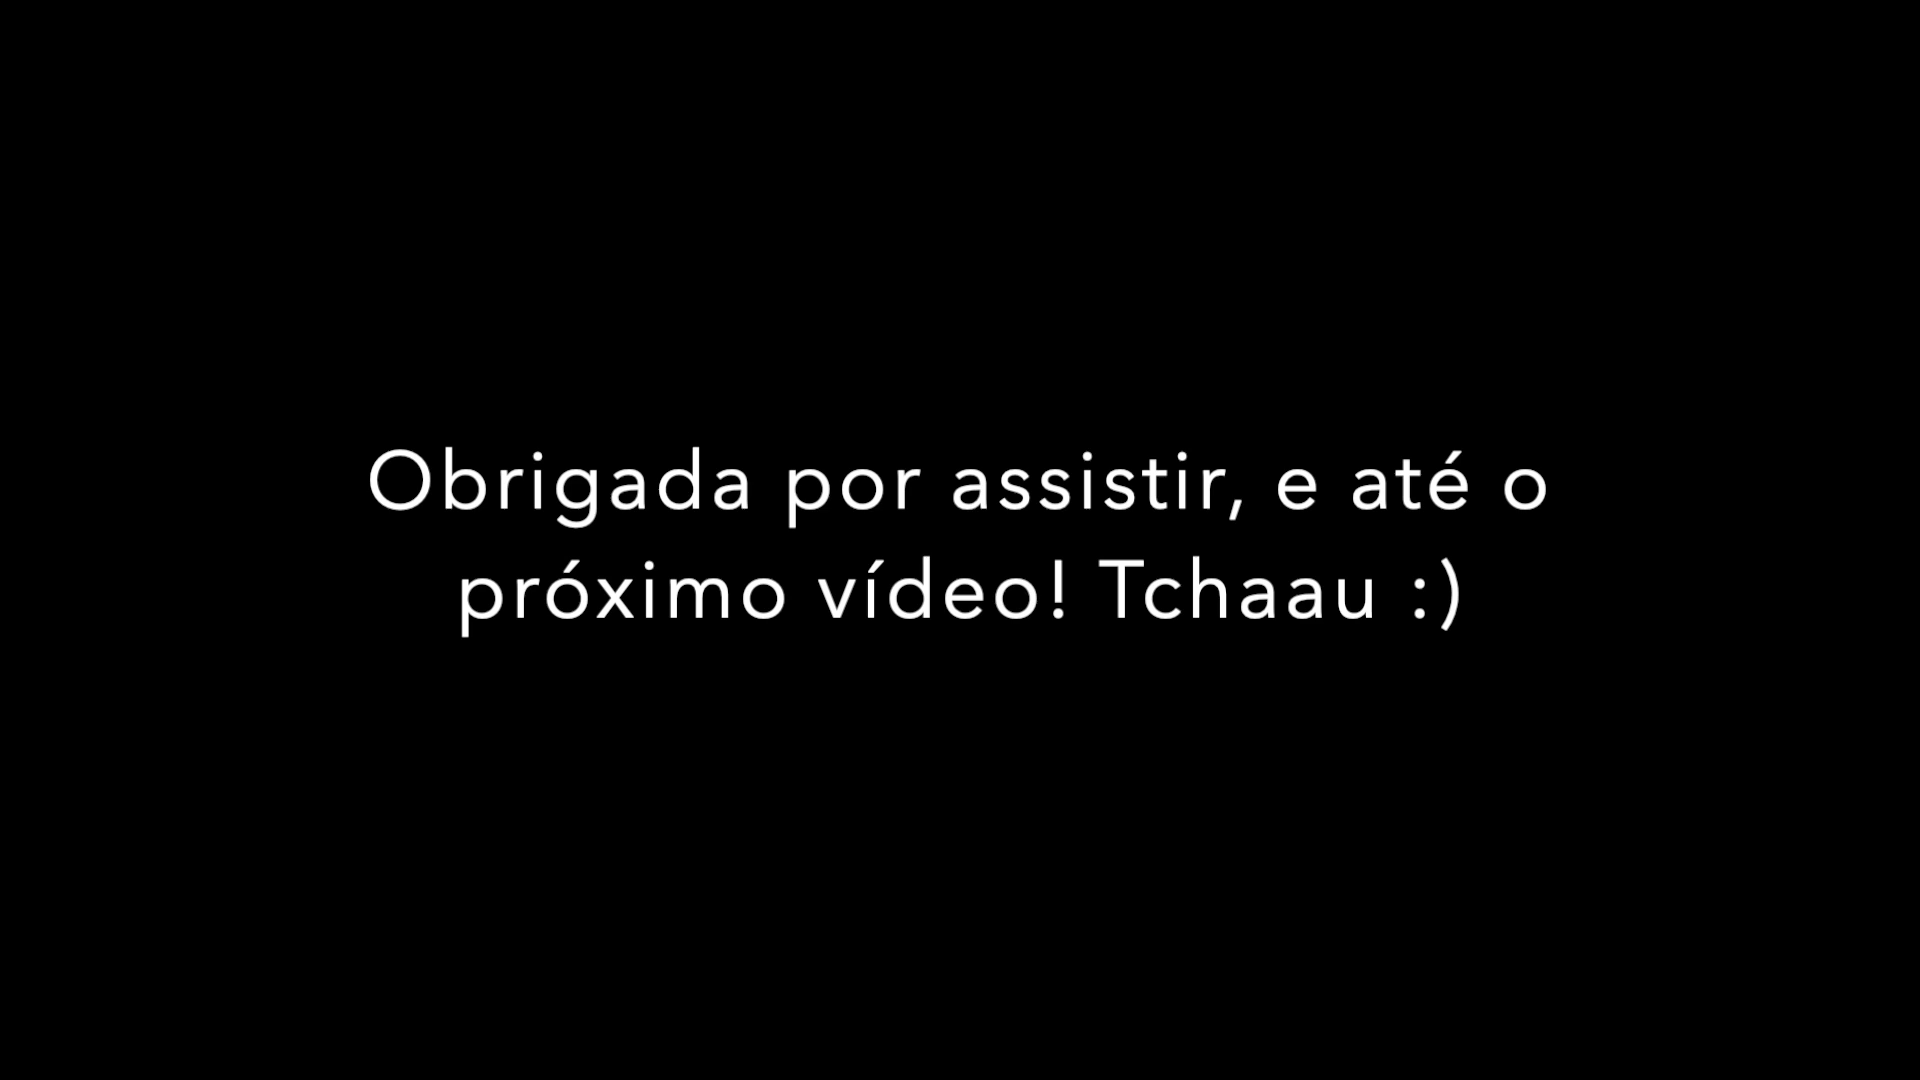 Obrigada por assistir, e até o
próximo vídeo! Tchaau :)